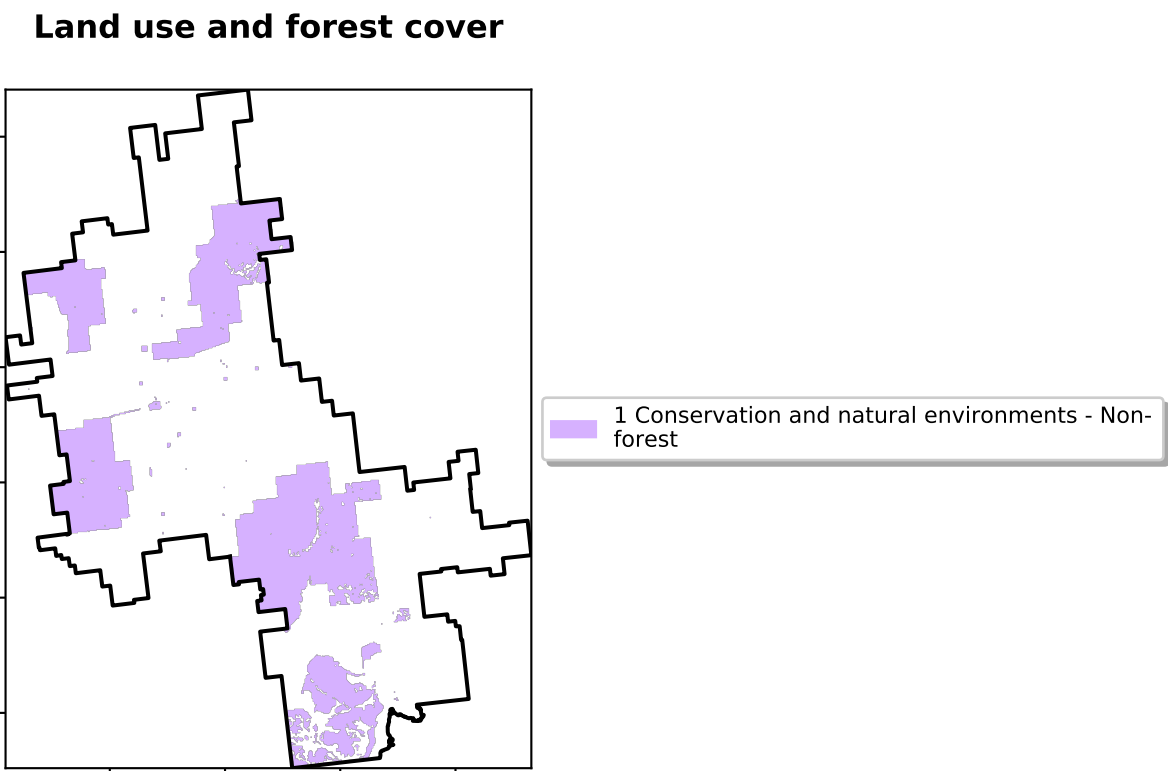 Land use and forest cover
1 Conservation and natural environments - Non-
forest